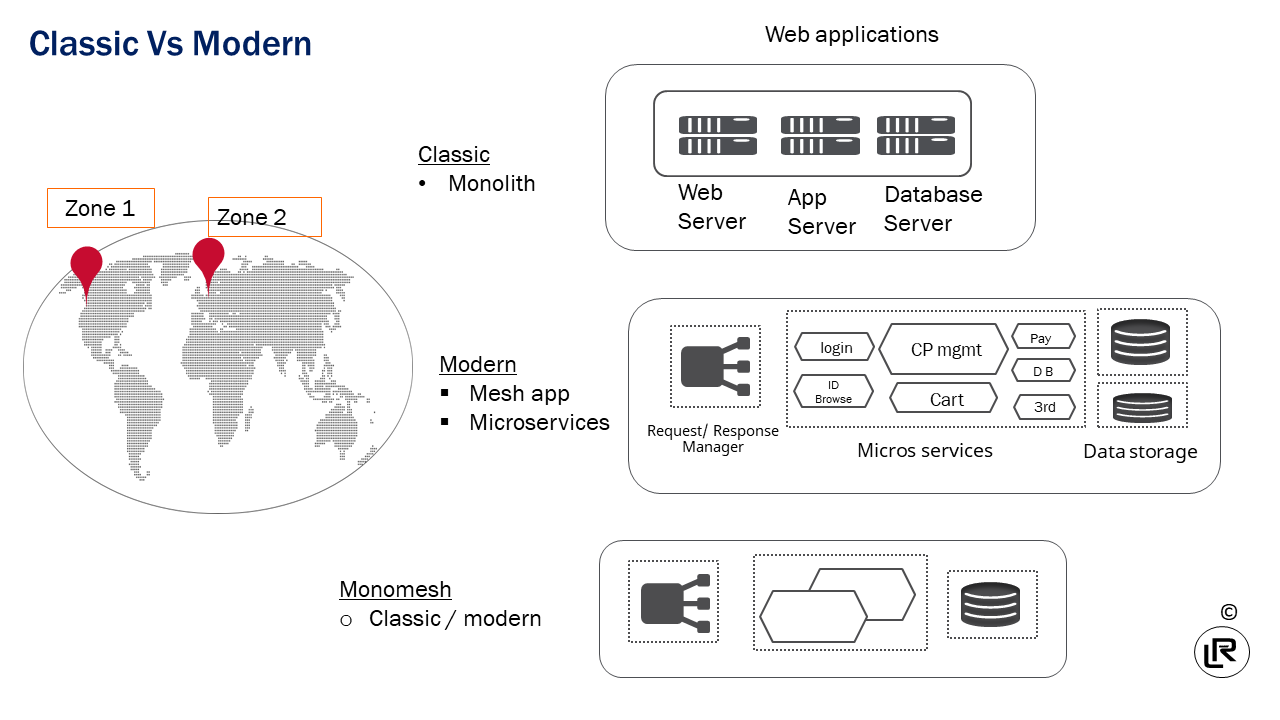 Classic Vs Modern
Web applications
Classic
• Monolith
Web
Server
App
Server
Database
Server
Zone 1
Zone 2
Modern
▪ Mesh app
▪ Microservices
login
CP mgmt
Pay
ID
Browse
Cart
D B
3rd
Request/ Response
Manager
Micros services
Data storage
Monomesh
o Classic / modern
©
LR